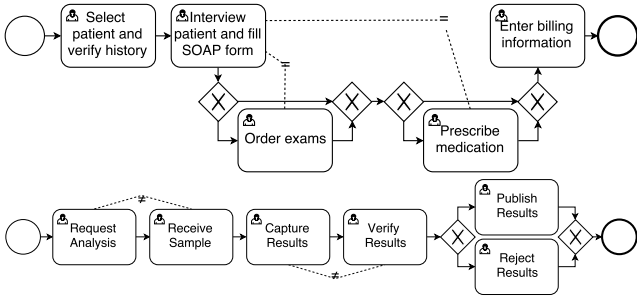 Select
patient and
verify history
Interview
patient and fill
SOAP form
=
=
Enter billing
information
X
X
X
X
Order exams
Prescribe
medication
≠
Request
Analysis
Receive
Sample
Capture
Results
Verify
Results
≠
X
Publish
Results
Reject
Results
X